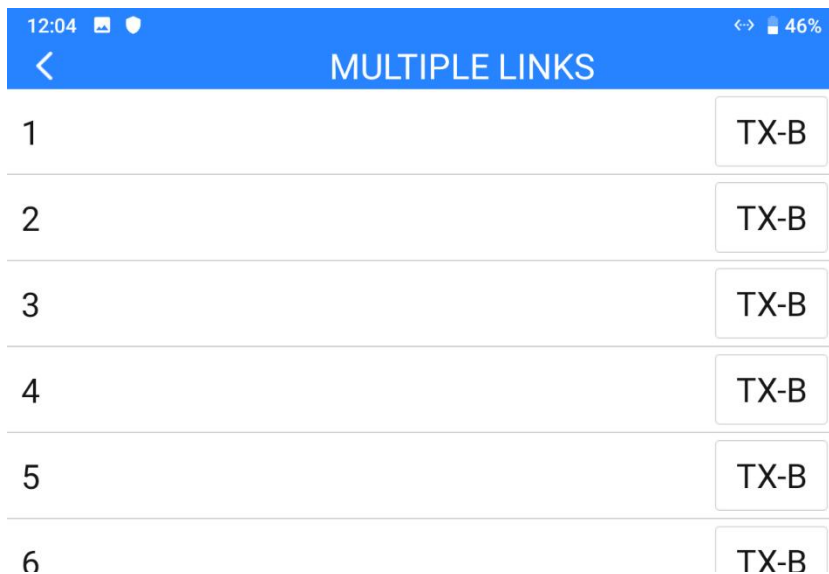 12:04 46%
MULTIPLE LINKS
1 TX-B
2 TX-B
3 TX-B
4 TX-B
5 TX-B
6 TX-B